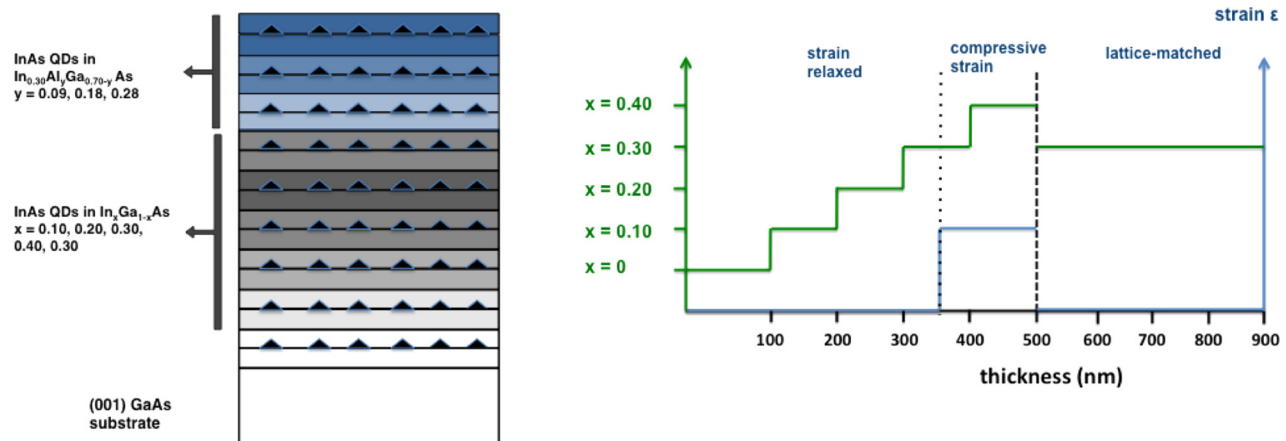 InAs QDs in
In₀.₃₀AlᵧGa₀.₇₀₋ᵧ As
y = 0.09, 0.18, 0.28
InAs QDs in InₓGa₁₋ₓAs
x = 0.10, 0.20, 0.30,
0.40, 0.30
(001) GaAs
substrate
strain ε
strain
relaxed
compressive
strain
lattice-matched
x = 0.40
x = 0.30
x = 0.20
x = 0.10
x = 0
100 200 300 400 500 600 700 800 900
thickness (nm)